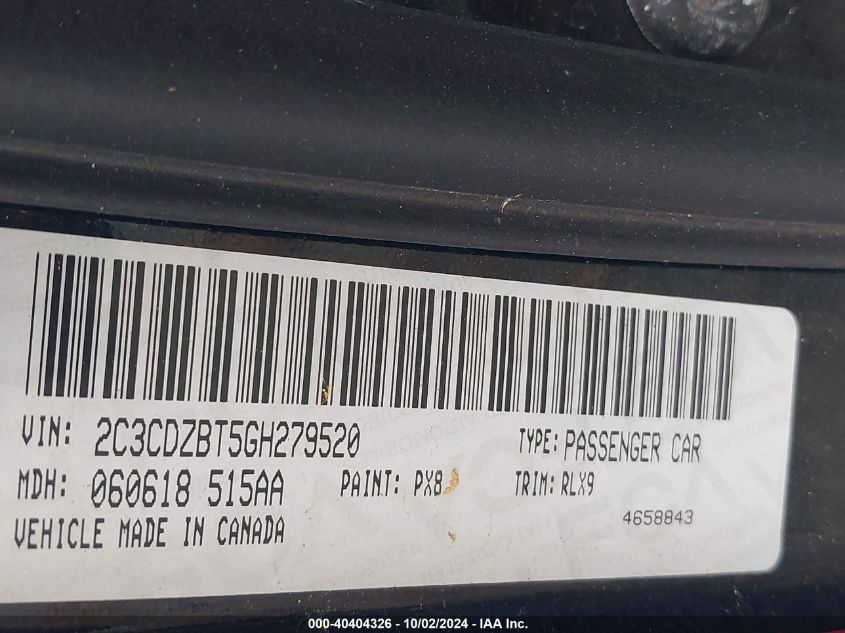 VIN: 2C3CDZBT5GH279520 TYPE: PASSENGER CAR
MDH: 060618 515AA PAINT: PX8 TRIM: RLX9
4658843
VEHICLE MADE IN CANADA
000-40404326 - 10/02/2024 - IAA Inc.